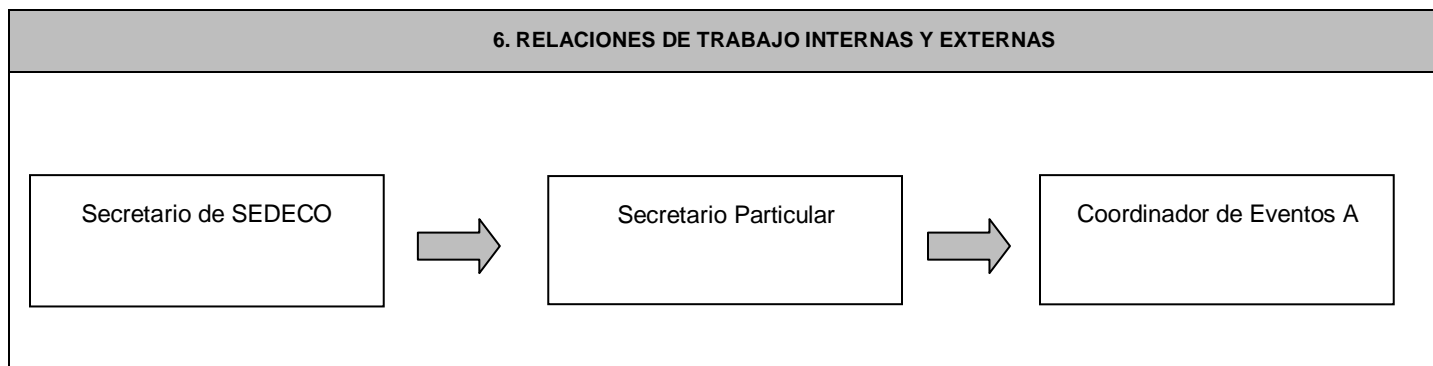 6. RELACIONES DE TRABAJO INTERNAS Y EXTERNAS
Secretario de SEDECO
Secretario Particular
Coordinador de Eventos A